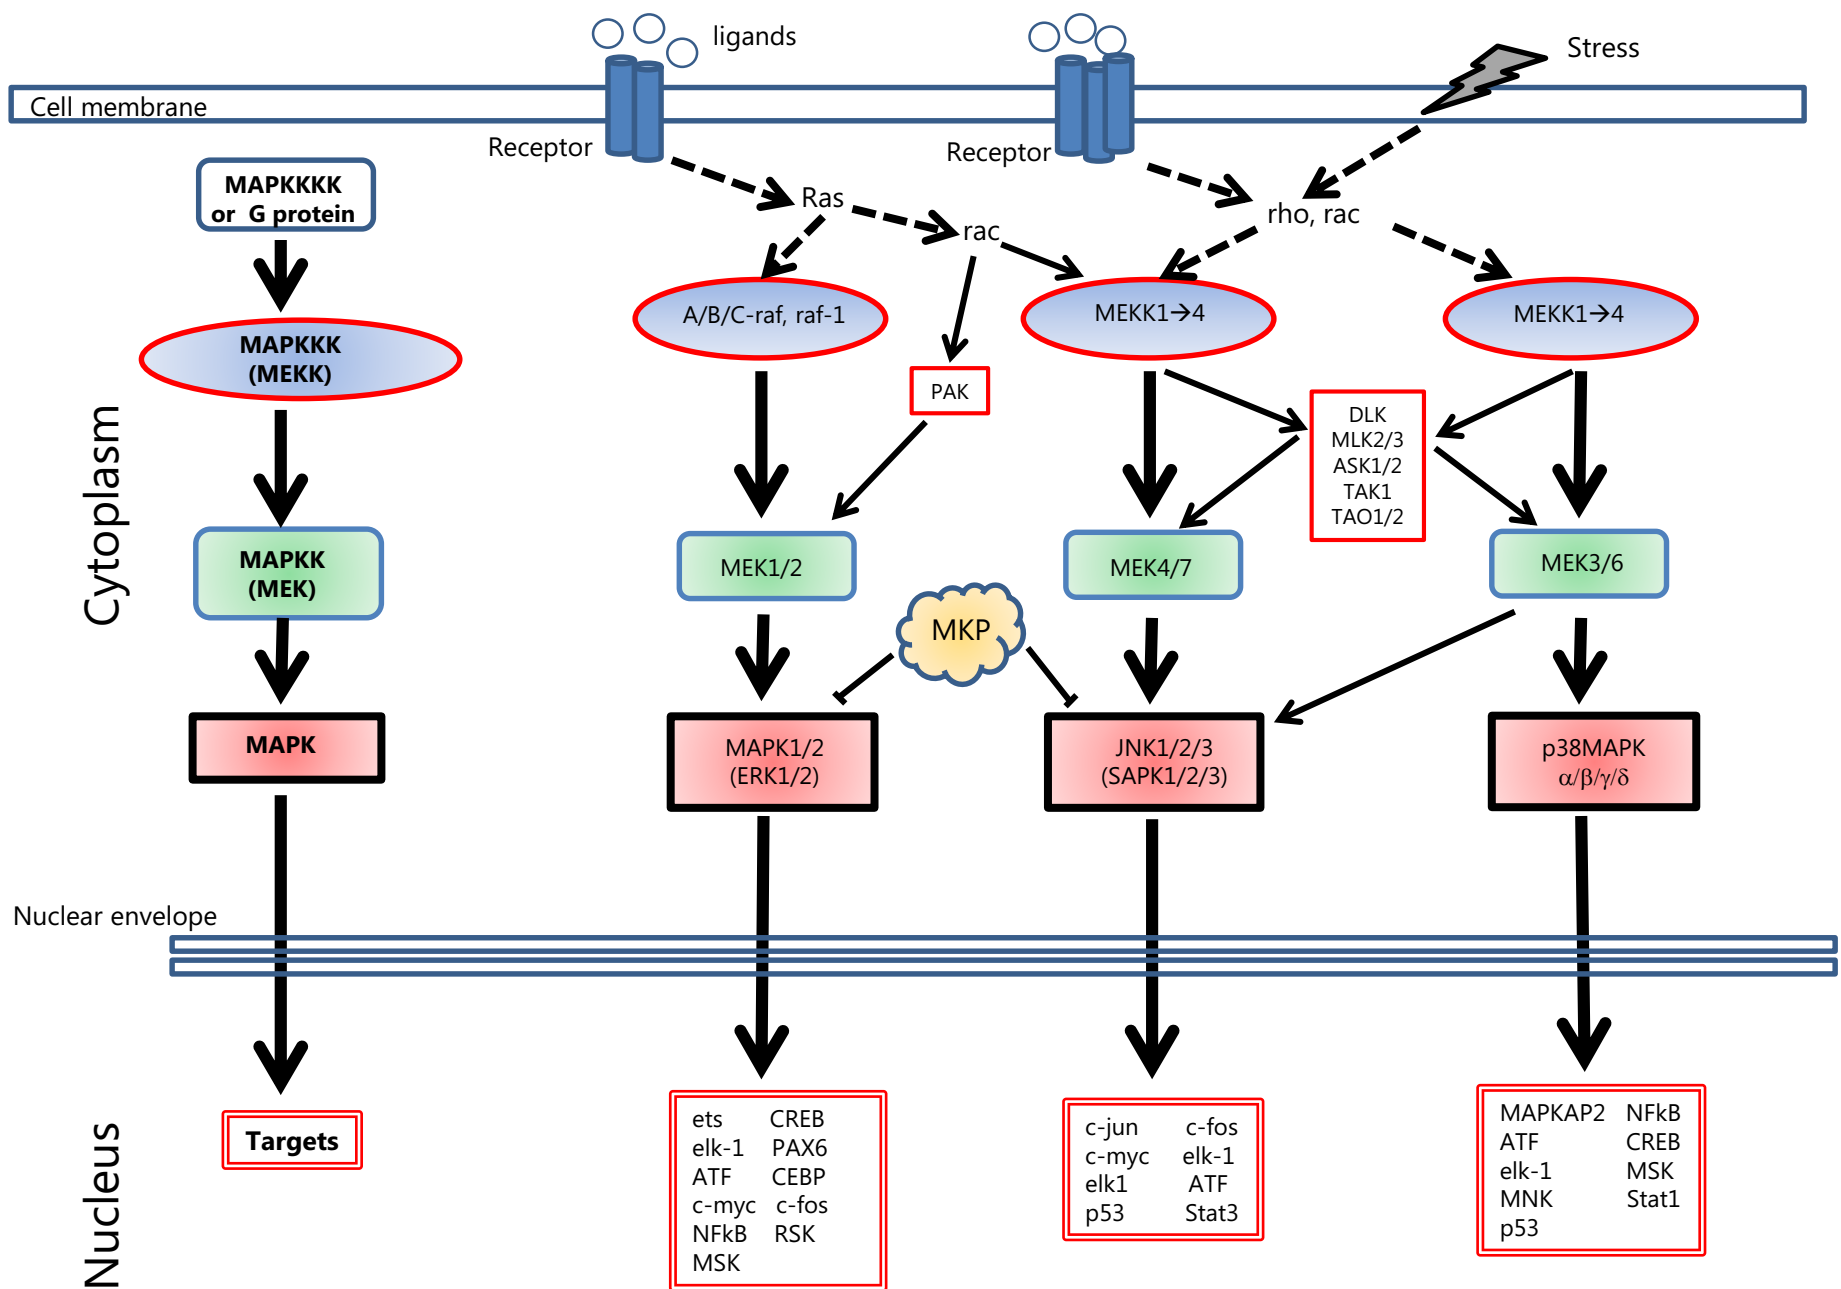 ligands
Stress
Cell membrane
Receptor
Receptor
MAPKKKK
or G protein
Ras
rac
rho, rac
A/B/C-raf, raf-1
MEKK1→4
MEKK1→4
MAPKKK
(MEKK)
PAK
DLK
MLK2/3
ASK1/2
TAK1
TAO1/2
Cytoplasm
MAPKK
(MEK)
MEK1/2
MEK4/7
MEK3/6
MKP
MAPK
MAPK1/2
(ERK1/2)
JNK1/2/3
(SAPK1/2/3)
p38MAPK
α/β/γ/δ
Nuclear envelope
Nucleus
Targets
ets CREB
elk-1 PAX6
ATF CEBP
c-myc c-fos
NFkB RSK
MSK
c-jun c-fos
c-myc elk-1
elk1 ATF
p53 Stat3
MAPKAP2 NFkB
ATF CREB
elk-1 MSK
MNK Stat1
p53